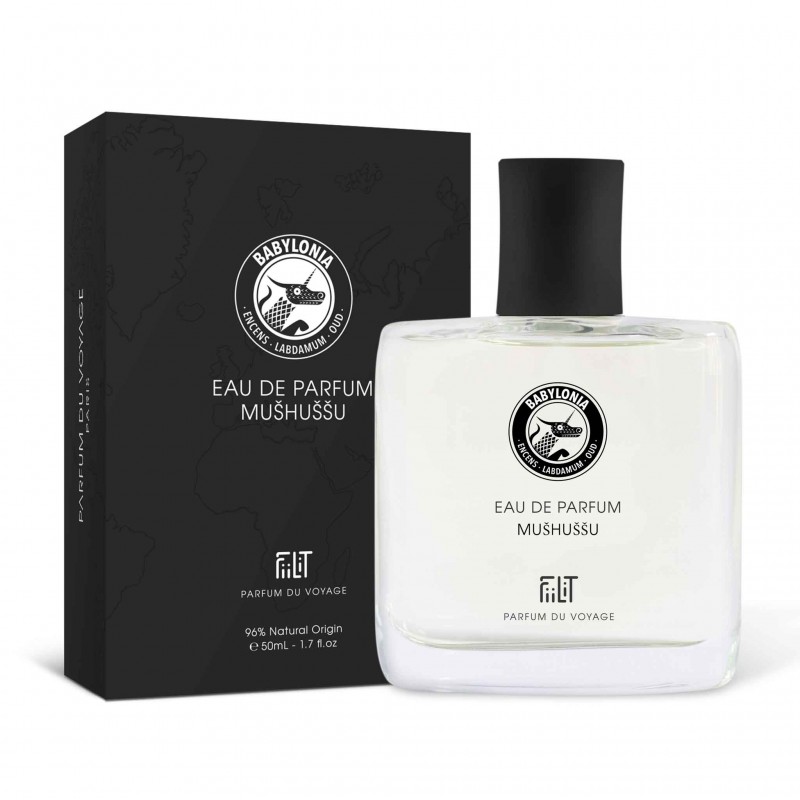 PARFUM DU VOYAGE
PARIS
BABYLONIA
· ENCENS · LABDAMUM · OUD ·
EAU DE PARFUM
MUŠHUŠŠU
FiiLiT
PARFUM DU VOYAGE
96% Natural Origin
℮ 50mL - 1.7 fl.oz
BABYLONIA
· ENCENS · LABDAMUM · OUD ·
EAU DE PARFUM
MUŠHUŠŠU
FiiLiT
PARFUM DU VOYAGE